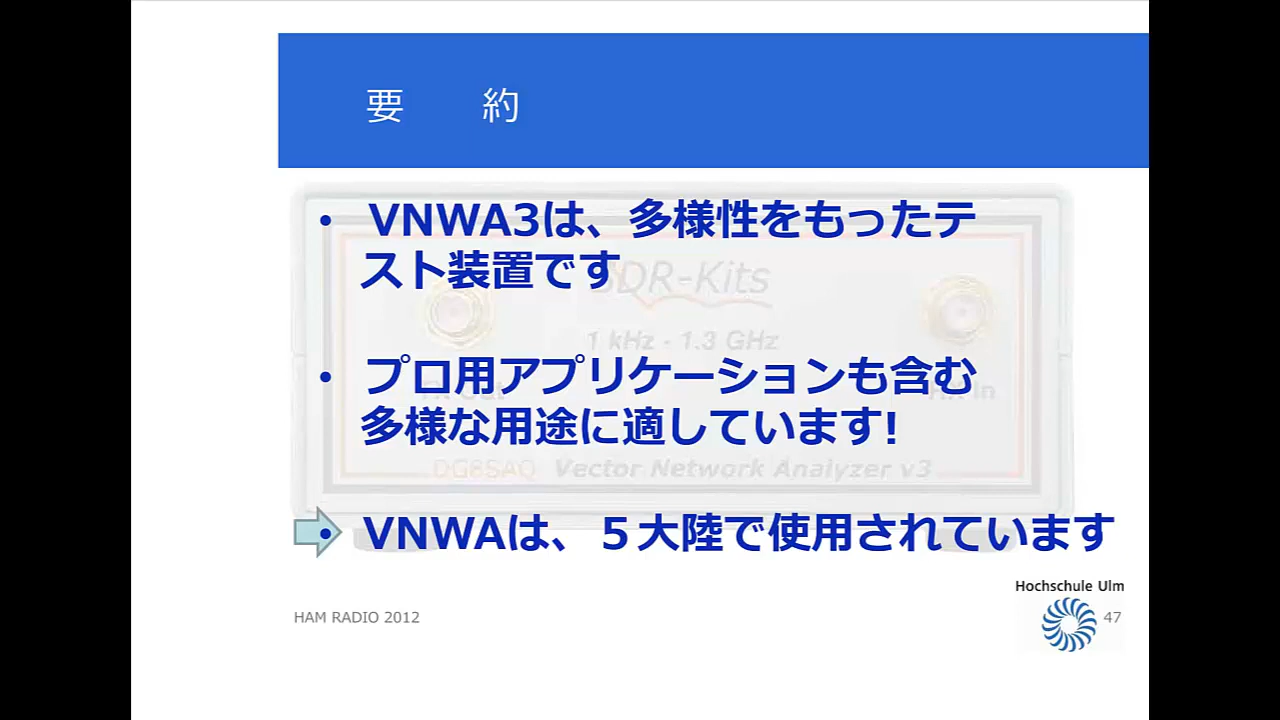 要　約
• VNWA3は、多様性をもったテ
スト装置です
SDR-Kits
1 kHz - 1.3 GHz
• プロ用アプリケーションも含む
多様な用途に適しています!
DG8SAQ Vector Network Analyzer v3
• VNWAは、５大陸で使用されています
Hochschule Ulm
HAM RADIO 2012
47